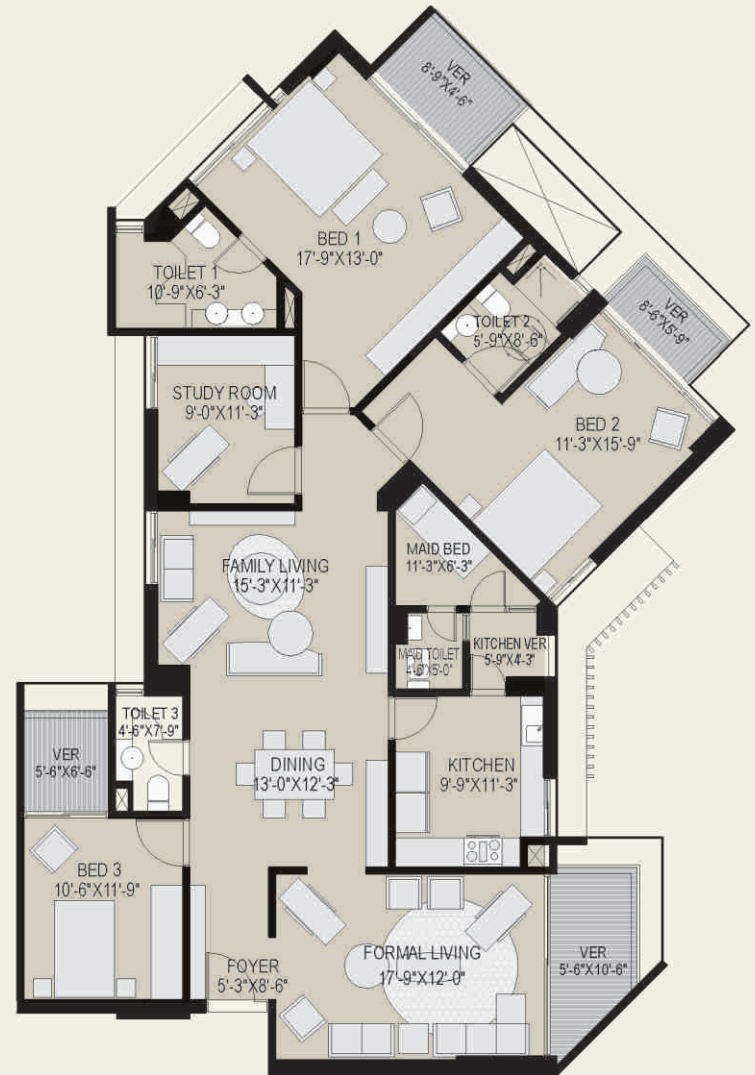 VER
8'-9"X4'-6"
BED 1
17'-9"X13'-0"
TOILET 1
10'-9"X6'-3"
VER
8'-6"X5'-9"
TOILET 2
5'-9"X8'-6"
STUDY ROOM
9'-0"X11'-3"
BED 2
11'-3"X15'-9"
MAID BED
11'-3"X6'-3"
FAMILY LIVING
15'-3"X11'-3"
KITCHEN VER
5'-9"X4'-3"
MAID TOILET
4'-6"X5'-0"
TOILET 3
4'-6"X7'-9"
VER
5'-6"X6'-6"
DINING
13'-0"X12'-3"
KITCHEN
9'-9"X11'-3"
BED 3
10'-6"X11'-9"
FORMAL LIVING
17'-9"X12'-0"
VER
5'-6"X10'-6"
FOYER
5'-3"X8'-6"